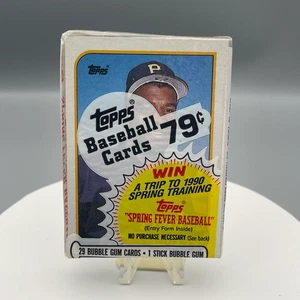 Topps
P
Topps®
Baseball
Cards 79¢
WIN
A TRIP TO 1990
SPRING TRAINING
Topps
"SPRING FEVER BASEBALL"
(Entry Form Inside)
NO PURCHASE NECESSARY (See back)
29 BUBBLE GUM CARDS • 1 STICK BUBBLE GUM